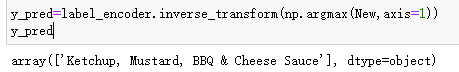 y_pred=label_encoder.inverse_transform(np.argmax(New,axis=1))
y_pred
array(['Ketchup, Mustard, BBQ & Cheese Sauce'], dtype=object)